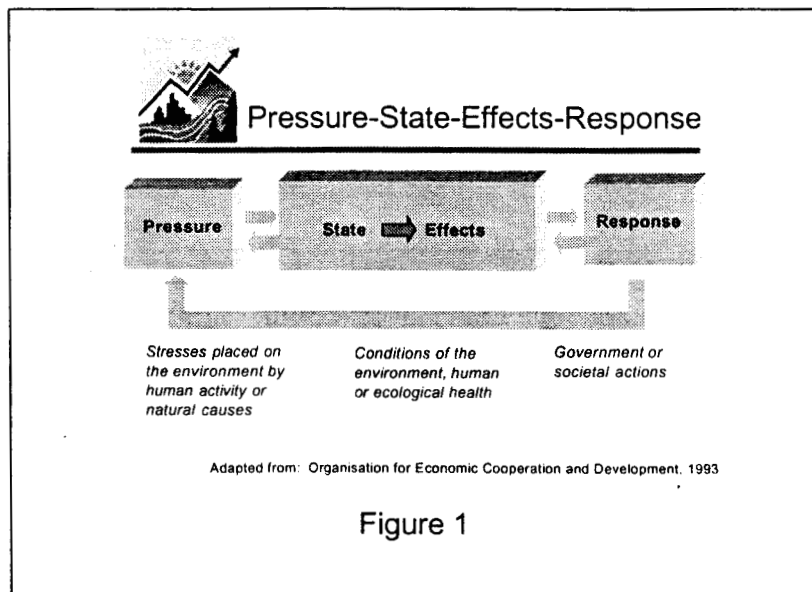 Pressure-State-Effects-Response
Pressure
State
Effects
Response
Stresses placed on
the environment by
human activity or
natural causes
Conditions of the
environment, human
or ecological health
Government or
societal actions
Adapted from: Organisation for Economic Cooperation and Development, 1993
Figure 1